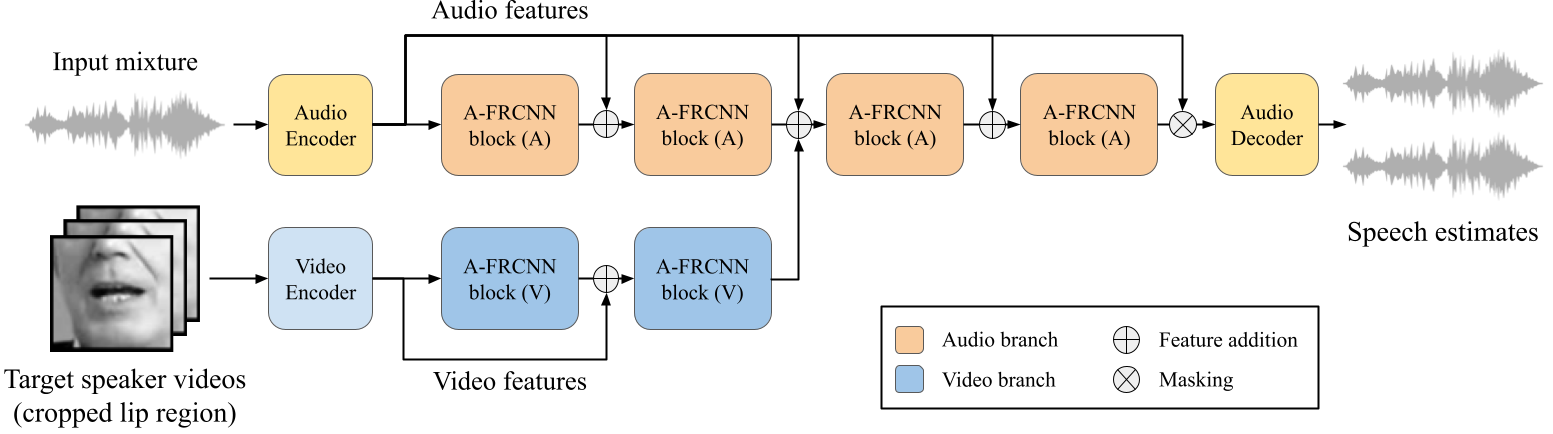 Audio features
Input mixture
Audio
Encoder
A-FRCNN
block (A)
A-FRCNN
block (A)
A-FRCNN
block (A)
A-FRCNN
block (A)
Audio
Decoder
Speech estimates
Video
Encoder
A-FRCNN
block (V)
A-FRCNN
block (V)
Video features
Target speaker videos
(cropped lip region)
Audio branch
Feature addition
Video branch
Masking